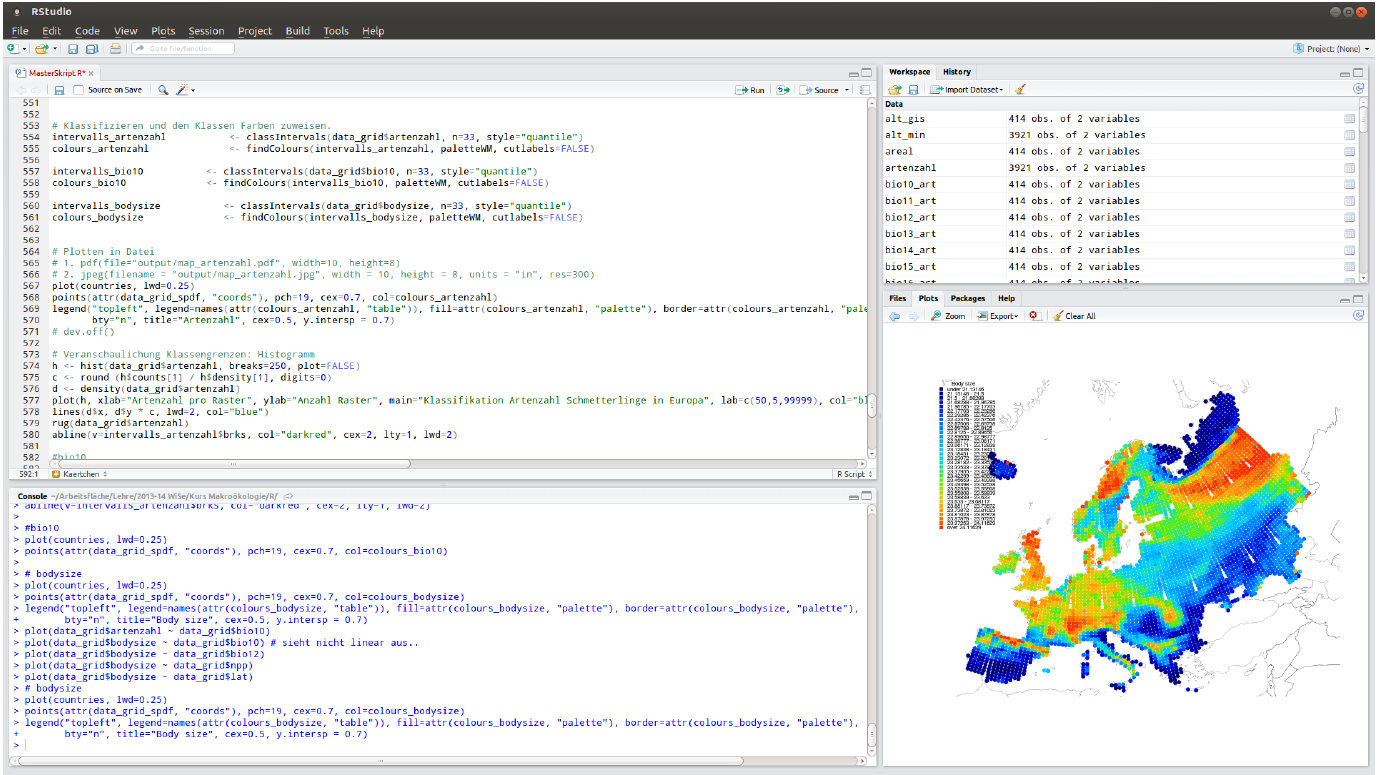 RStudio
File Edit Code View Plots Session Project Build Tools Help
Go to file/function
Project: (None)
MasterSkript.R*
Source on Save
Run
Source
551
552
553 # Klassifizieren und den Klassen Farben zuweisen.
554 intervalls_artenzahl <- classIntervals(data_grid$artenzahl, n=33, style="quantile")
555 colours_artenzahl <- findColours(intervalls_artenzahl, paletteWM, cutlabels=FALSE)
556
557 intervalls_bio10 <- classIntervals(data_grid$bio10, n=33, style="quantile")
558 colours_bio10 <- findColours(intervalls_bio10, paletteWM, cutlabels=FALSE)
559
560 intervalls_bodysize <- classIntervals(data_grid$bodysize, n=33, style="quantile")
561 colours_bodysize <- findColours(intervalls_bodysize, paletteWM, cutlabels=FALSE)
562
563
564 # Plotten in Datei
565 # 1. pdf(file="output/map_artenzahl.pdf", width=10, height=8)
566 # 2. jpeg(filename = "output/map_artenzahl.jpg", width = 10, height = 8, units = "in", res=300)
567 plot(countries, lwd=0.25)
568 points(attr(data_grid_spdf, "coords"), pch=19, cex=0.7, col=colours_artenzahl)
569 legend("topleft", legend=names(attr(colours_artenzahl, "table")), fill=attr(colours_artenzahl, "palette"), border=attr(colours_artenzahl, "pale
570 bty="n", title="Artenzahl", cex=0.5, y.intersp = 0.7)
571 # dev.off()
572
573 # Veranschaulichung Klassengrenzen: Histogramm
574 h <- hist(data_grid$artenzahl, breaks=250, plot=FALSE)
575 c <- round (h$counts[1] / h$density[1], digits=0)
576 d <- density(data_grid$artenzahl)
577 plot(h, xlab="Artenzahl pro Raster", ylab="Anzahl Raster", main="Klassifikation Artenzahl Schmetterlinge in Europa", lab=c(50,5,99999), col="bl
578 lines(d$x, d$y * c, lwd=2, col="blue")
579 rug(data_grid$artenzahl)
580 abline(v=intervalls_artenzahl$brks, col="darkred", cex=2, lty=1, lwd=2)
581
582 #bio10
592:1 Kaertchen R Script
Console ~/Arbeitsfläche/Lehre/2013-14 WiSe/Kurs Makroökologie/R/
> abline(v=intervalls_artenzahl$brks, col="darkred", cex=2, lty=1, lwd=2)
>
> #bio10
> plot(countries, lwd=0.25)
> points(attr(data_grid_spdf, "coords"), pch=19, cex=0.7, col=colours_bio10)
>
> # bodysize
> plot(countries, lwd=0.25)
> points(attr(data_grid_spdf, "coords"), pch=19, cex=0.7, col=colours_bodysize)
> legend("topleft", legend=names(attr(colours_bodysize, "table")), fill=attr(colours_bodysize, "palette"), border=attr(colours_bodysize, "palette"),
+ bty="n", title="Body size", cex=0.5, y.intersp = 0.7)
> plot(data_grid$artenzahl ~ data_grid$bio10)
> plot(data_grid$bodysize ~ data_grid$bio10) # sieht nicht linear aus..
> plot(data_grid$bodysize ~ data_grid$bio12)
> plot(data_grid$bodysize ~ data_grid$npp)
> plot(data_grid$bodysize ~ data_grid$lat)
> # bodysize
> plot(countries, lwd=0.25)
> points(attr(data_grid_spdf, "coords"), pch=19, cex=0.7, col=colours_bodysize)
> legend("topleft", legend=names(attr(colours_bodysize, "table")), fill=attr(colours_bodysize, "palette"), border=attr(colours_bodysize, "palette"),
+ bty="n", title="Body size", cex=0.5, y.intersp = 0.7)
>
Workspace History
Import Dataset
Data
alt_gis 414 obs. of 2 variables
alt_min 3921 obs. of 2 variables
areal 414 obs. of 2 variables
artenzahl 3921 obs. of 2 variables
bio10_art 414 obs. of 2 variables
bio11_art 414 obs. of 2 variables
bio12_art 414 obs. of 2 variables
bio13_art 414 obs. of 2 variables
bio14_art 414 obs. of 2 variables
bio15_art 414 obs. of 2 variables
Files Plots Packages Help
Zoom Export Clear All
Body size
under 21.13146
over 24.11629